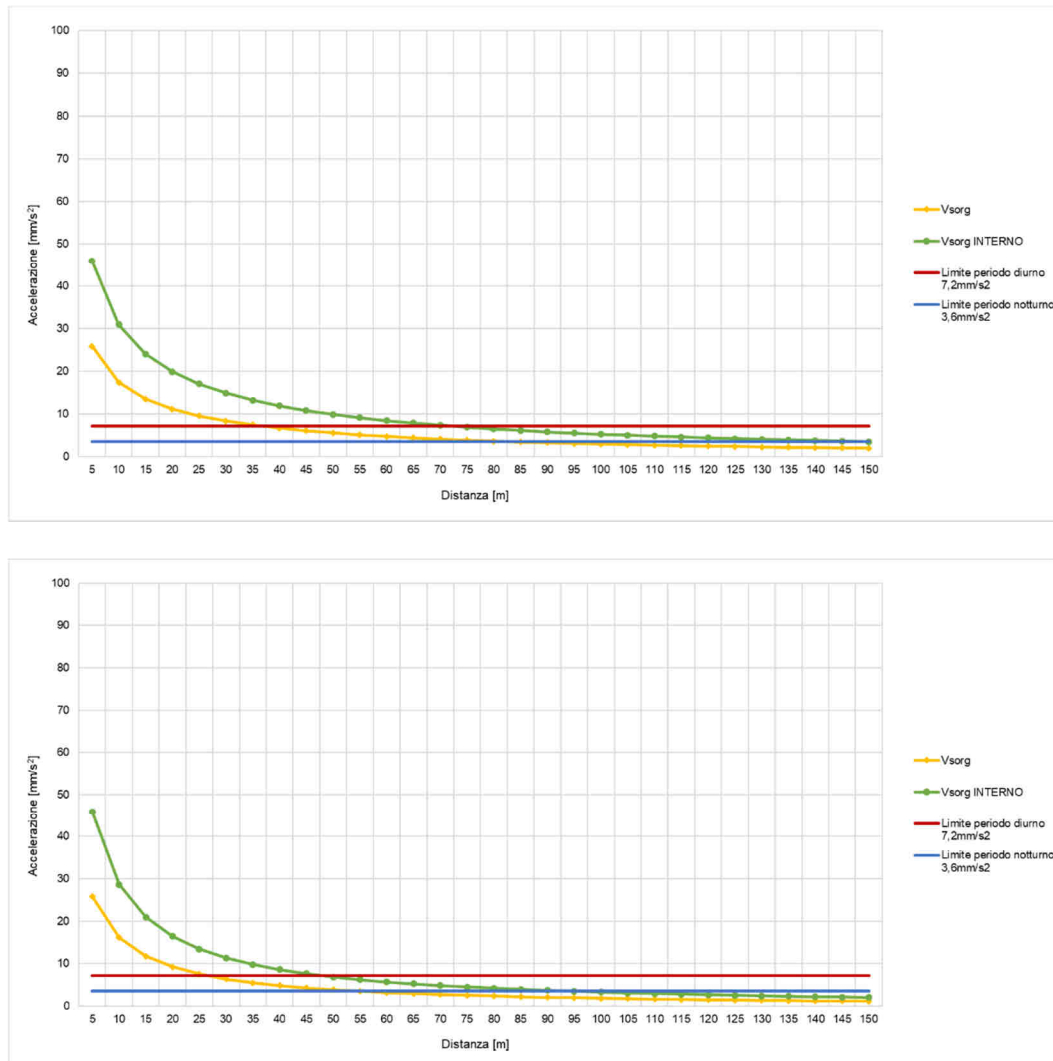 100
90
80
70
60
50
40
30
20
10
0
Accelerazione [mm/s²]
5 10 15 20 25 30 35 40 45 50 55 60 65 70 75 80 85 90 95 100 105 110 115 120 125 130 135 140 145 150
Distanza [m]
Vsorg
Vsorg INTERNO
Limite periodo diurno
7,2mm/s2
Limite periodo notturno
3,6mm/s2
100
90
80
70
60
50
40
30
20
10
0
Accelerazione [mm/s²]
5 10 15 20 25 30 35 40 45 50 55 60 65 70 75 80 85 90 95 100 105 110 115 120 125 130 135 140 145 150
Distanza [m]
Vsorg
Vsorg INTERNO
Limite periodo diurno
7,2mm/s2
Limite periodo notturno
3,6mm/s2